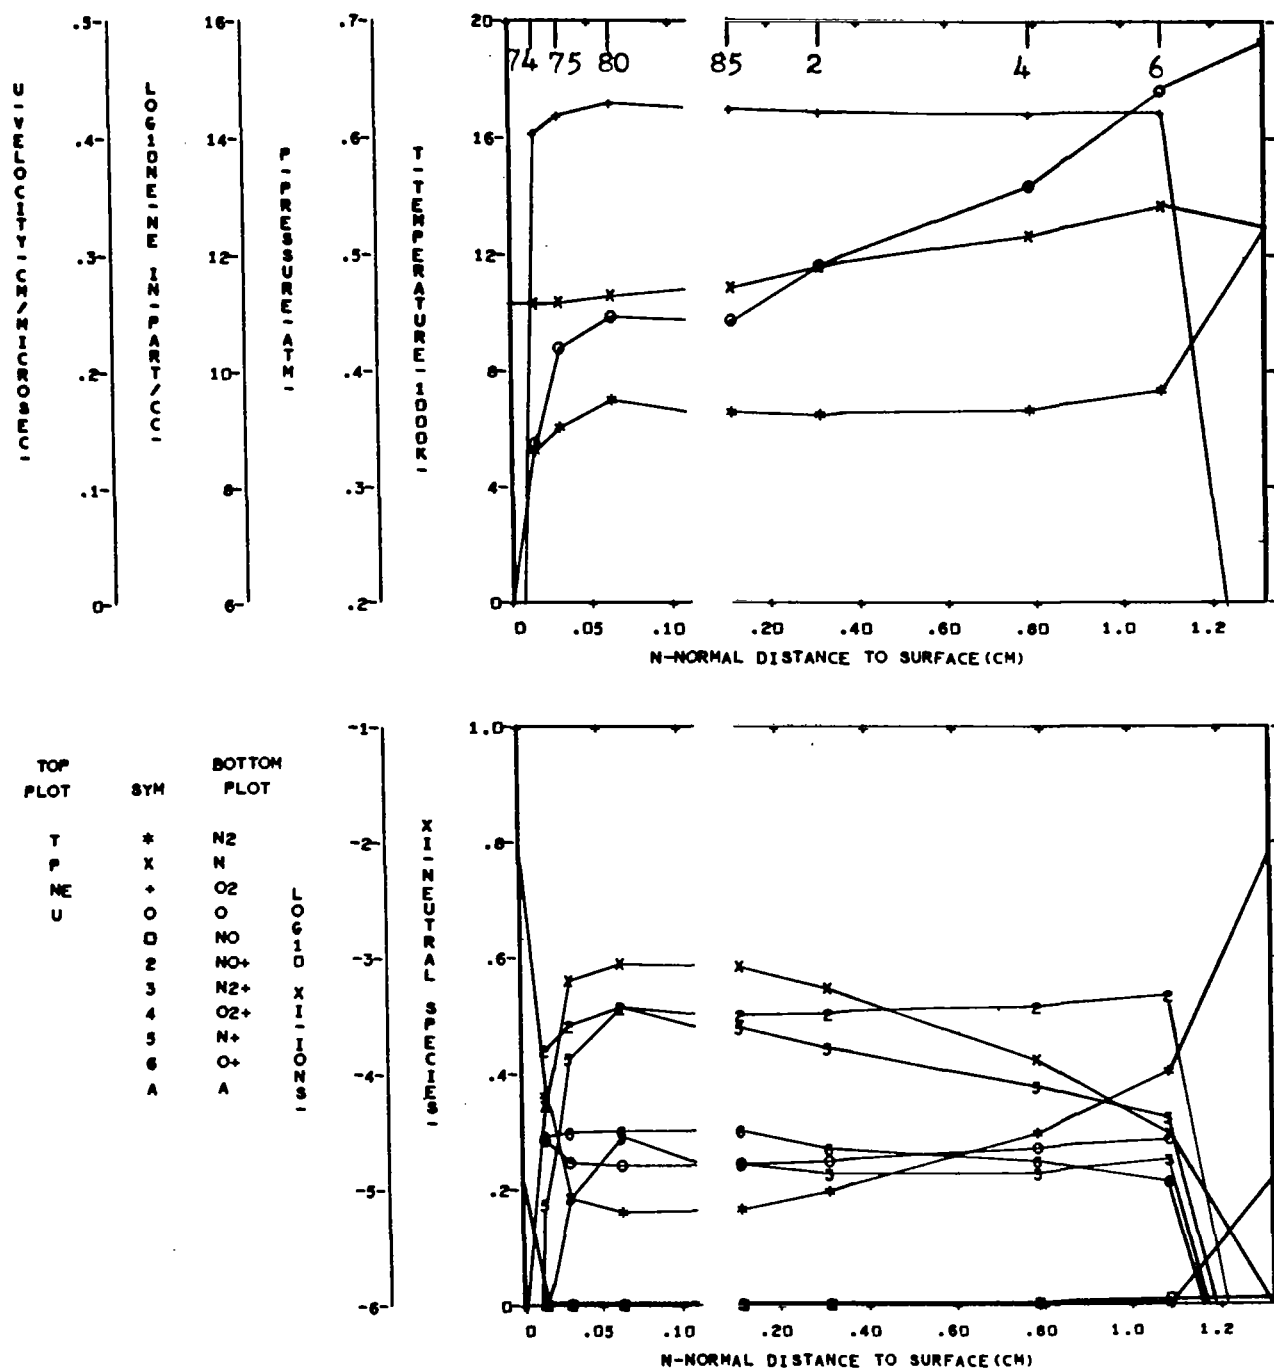 .5- 16- .7- 20
74 75 80 85 2 4 6
.4- 14- .6- 16
.3- 12- .5- 12
.2- 10- .4- 8
.1- 8- .3- 4
0- 6- .2- 0
U-VELOCITY-CM/MICROSEC-
LOG10NE-NE IN-PART/CC-
P-PRESSURE-ATM-
T-TEMPERATURE-1000K-
0 .05 .10 .20 .40 .60 .80 1.0 1.2
N-NORMAL DISTANCE TO SURFACE(CM)
-1- 1.0
-2- .8
-3- .6
-4- .4
-5- .2
-6- 0
TOP BOTTOM
PLOT SYM PLOT
T * N2
P X N
NE + O2
U O O
□ NO
2 NO+
3 N2+
4 O2+
5 N+
6 O+
A A
LOG10 XI-IONS-
XI-NEUTRAL SPECIES-
0 .05 .10 .20 .40 .60 .80 1.0 1.2
N-NORMAL DISTANCE TO SURFACE(CM)